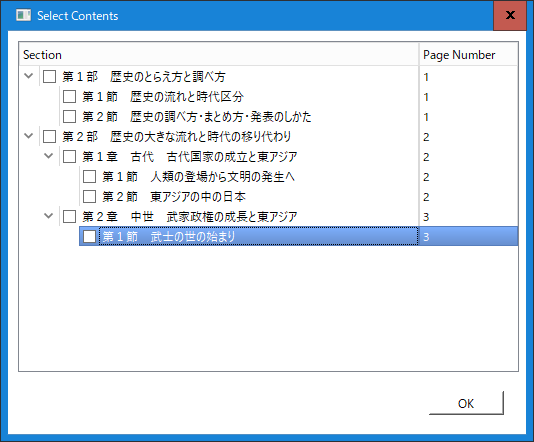 Select Contents
Section Page Number
第1部　歴史のとらえ方と調べ方 1
第1節　歴史の流れと時代区分 1
第2節　歴史の調べ方・まとめ方・発表のしかた 1
第2部　歴史の大きな流れと時代の移り代わり 2
第1章　古代　古代国家の成立と東アジア 2
第1節　人類の登場から文明の発生へ 2
第2節　東アジアの中の日本 2
第2章　中世　武家政権の成長と東アジア 3
第1節　武士の世の始まり 3
OK